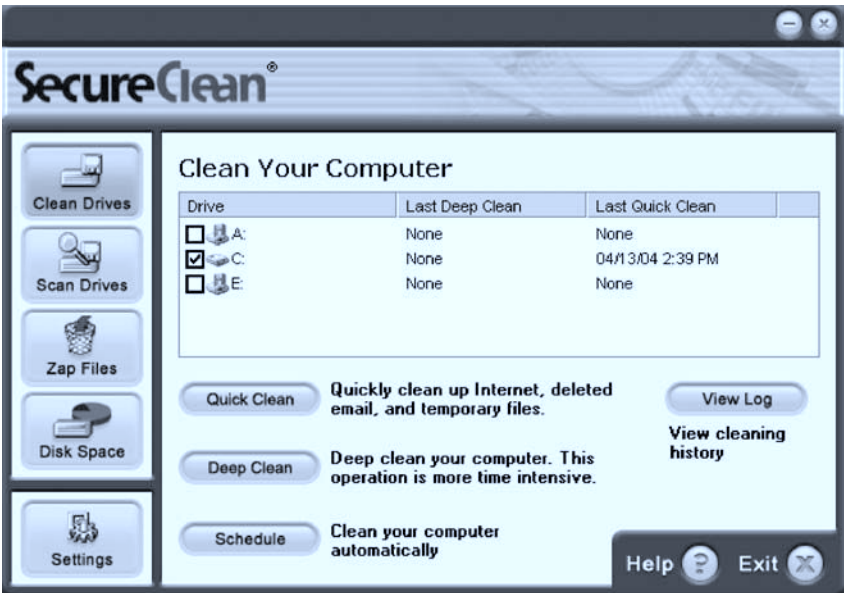 SecureClean®
Clean Drives
Scan Drives
Zap Files
Disk Space
Settings
Clean Your Computer
Drive Last Deep Clean Last Quick Clean
A: None None
C: None 04/13/04 2:39 PM
E: None None
Quick Clean
Quickly clean up Internet, deleted
email, and temporary files.
View Log
View cleaning
history
Deep Clean
Deep clean your computer. This
operation is more time intensive.
Schedule
Clean your computer
automatically
Help ? Exit X